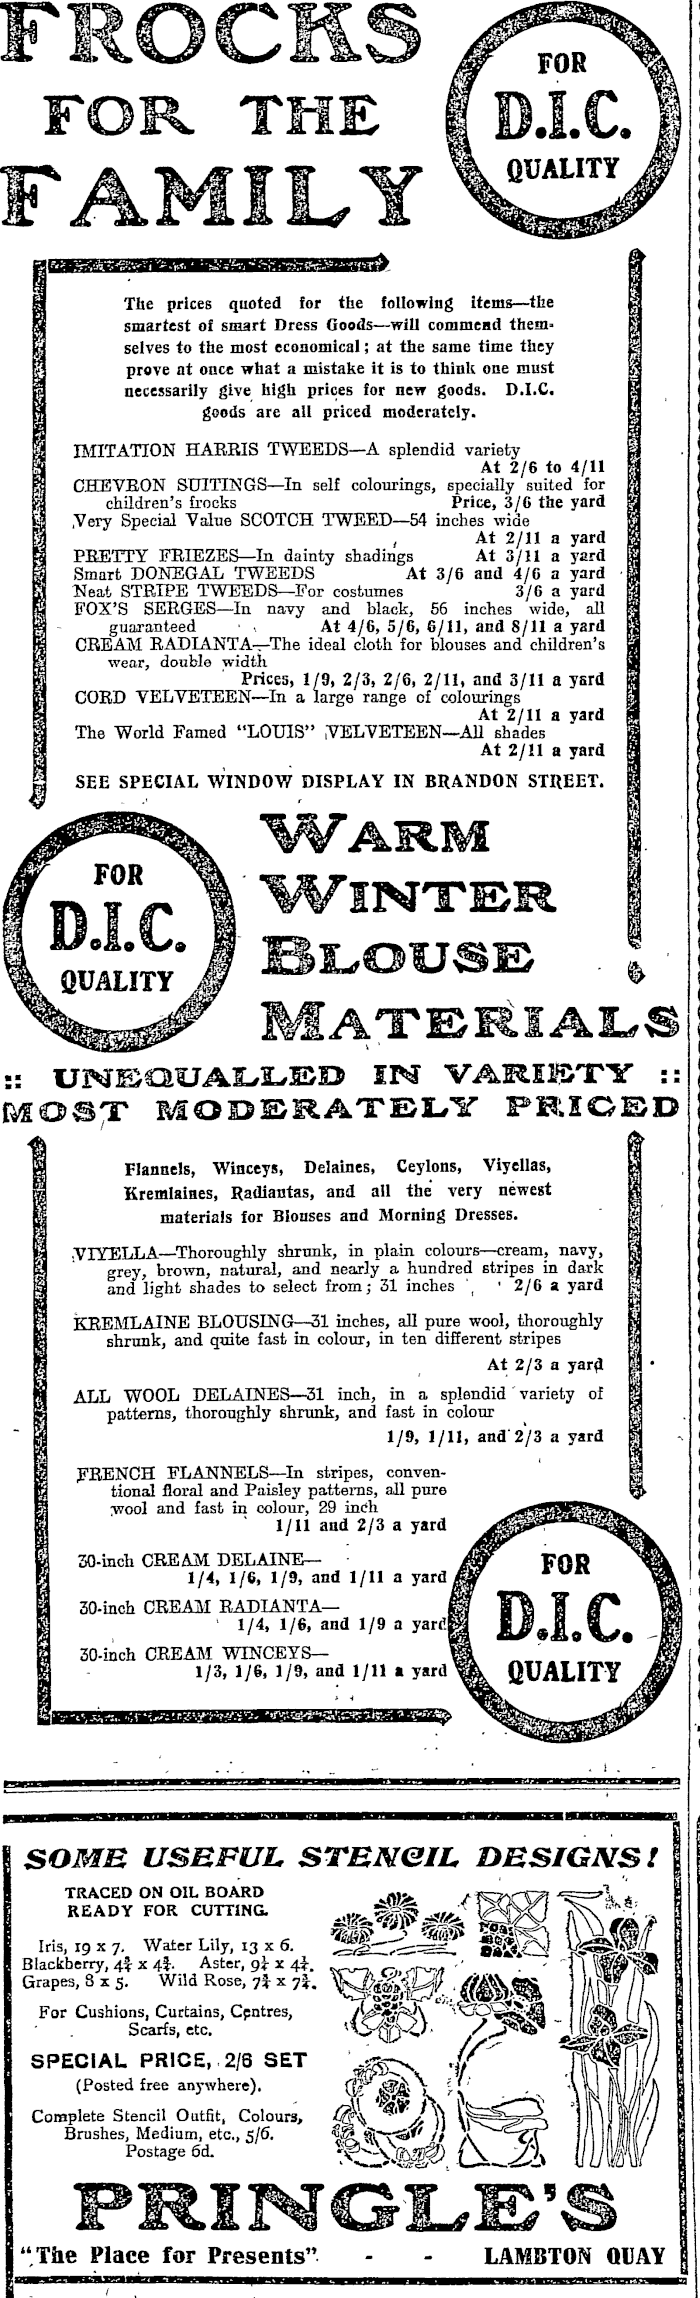 FROCKS
FOR THE
FAMILY
FOR
D.I.C.
QUALITY
The prices quoted for the following items—the
smartest of smart Dress Goods—will commend them-
selves to the most economical; at the same time they
prove at once what a mistake it is to think one must
necessarily give high prices for new goods. D.I.C.
goods are all priced moderately.
IMITATION HARRIS TWEEDS—A splendid variety
At 2/6 to 4/11
CHEVRON SUITINGS—In self colourings, specially suited for
children's frocks Price, 3/6 the yard
Very Special Value SCOTCH TWEED—54 inches wide
At 2/11 a yard
PRETTY FRIEZES—In dainty shadings At 3/11 a yard
Smart DONEGAL TWEEDS At 3/6 and 4/6 a yard
Neat STRIPE TWEEDS—For costumes 3/6 a yard
FOX'S SERGES—In navy and black, 56 inches wide, all
guaranteed At 4/6, 5/6, 6/11, and 8/11 a yard
CREAM RADIANTA—The ideal cloth for blouses and children's
wear, double width
Prices, 1/9, 2/3, 2/6, 2/11, and 3/11 a yard
CORD VELVETEEN—In a large range of colourings
At 2/11 a yard
The World Famed "LOUIS" VELVETEEN—All shades
At 2/11 a yard
SEE SPECIAL WINDOW DISPLAY IN BRANDON STREET.
FOR
D.I.C.
QUALITY
WARM
WINTER
BLOUSE
MATERIALS
:: UNEQUALLED IN VARIETY ::
MOST MODERATELY PRICED
Flannels, Winceys, Delaines, Ceylons, Viyellas,
Kremlaines, Radiantas, and all the very newest
materials for Blouses and Morning Dresses.
VIYELLA—Thoroughly shrunk, in plain colours—cream, navy,
grey, brown, natural, and nearly a hundred stripes in dark
and light shades to select from; 31 inches 2/6 a yard
KREMLAINE BLOUSING—31 inches, all pure wool, thoroughly
shrunk, and quite fast in colour, in ten different stripes
At 2/3 a yard
ALL WOOL DELAINES—31 inch, in a splendid variety of
patterns, thoroughly shrunk, and fast in colour
1/9, 1/11, and 2/3 a yard
FRENCH FLANNELS—In stripes, conven-
tional floral and Paisley patterns, all pure
wool and fast in colour, 29 inch
1/11 and 2/3 a yard
30-inch CREAM DELAINE—
1/4, 1/6, 1/9, and 1/11 a yard
30-inch CREAM RADIANTA—
1/4, 1/6, and 1/9 a yard
30-inch CREAM WINCEYS—
1/3, 1/6, 1/9, and 1/11 a yard
FOR
D.I.C.
QUALITY
SOME USEFUL STENCIL DESIGNS!
TRACED ON OIL BOARD
READY FOR CUTTING.
Iris, 19 x 7. Water Lily, 13 x 6.
Blackberry, 4¾ x 4¾. Aster, 9¼ x 4¼.
Grapes, 8 x 5. Wild Rose, 7¾ x 7¾.
For Cushions, Curtains, Centres,
Scarfs, etc.
SPECIAL PRICE, 2/6 SET
(Posted free anywhere).
Complete Stencil Outfit, Colours,
Brushes, Medium, etc., 5/6.
Postage 6d.
PRINGLE'S
"The Place for Presents" - - LAMBTON QUAY